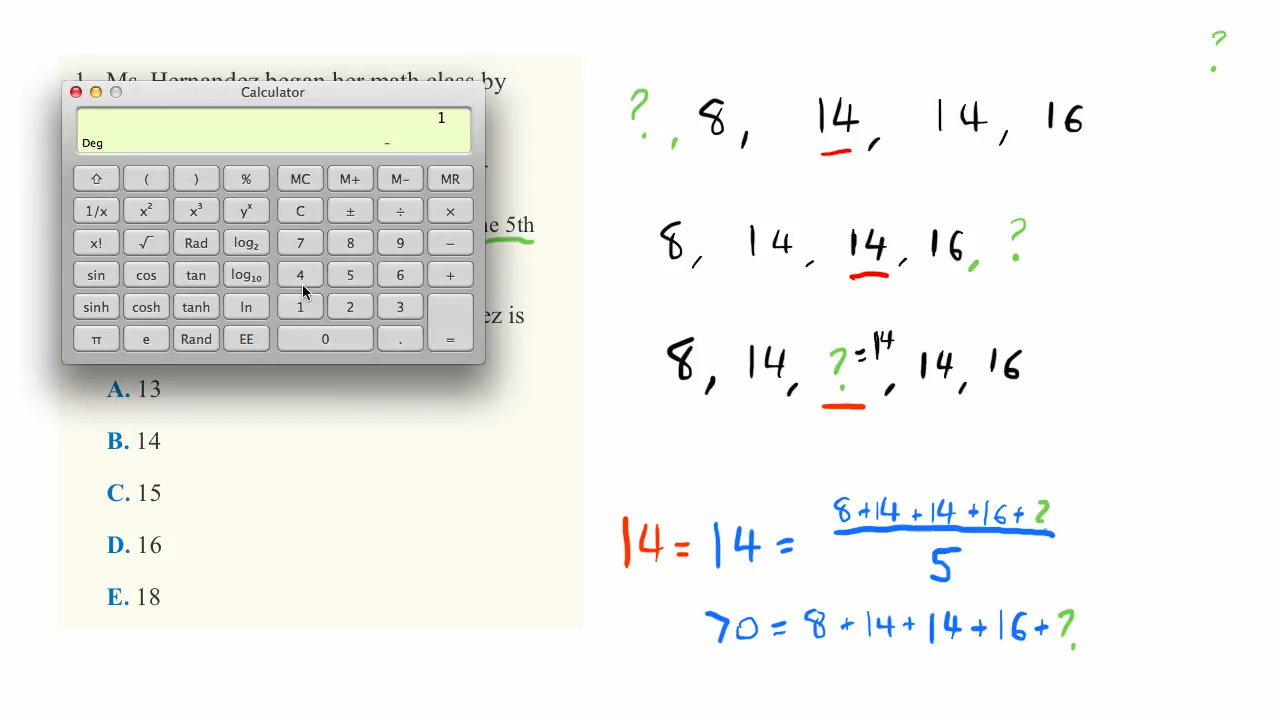 ?
1. Ms. Hernandez began her math class by
Calculator
1
Deg
-
( ) % MC M+ M- MR
1/x x² x³ yˣ C ± ÷ ×
x! √ Rad log₂ 7 8 9 −
sin cos tan log₁₀ 4 5 6 +
sinh cosh tanh ln 1 2 3
π e Rand EE 0 . =
5th
is
A. 13
B. 14
C. 15
D. 16
E. 18
?, 8, 14, 14, 16
8, 14, 14, 16, ?
8, 14, ?=14, 14, 16
14 = 14 = 8+14+14+16+?
5
70 = 8+14+14+16+?